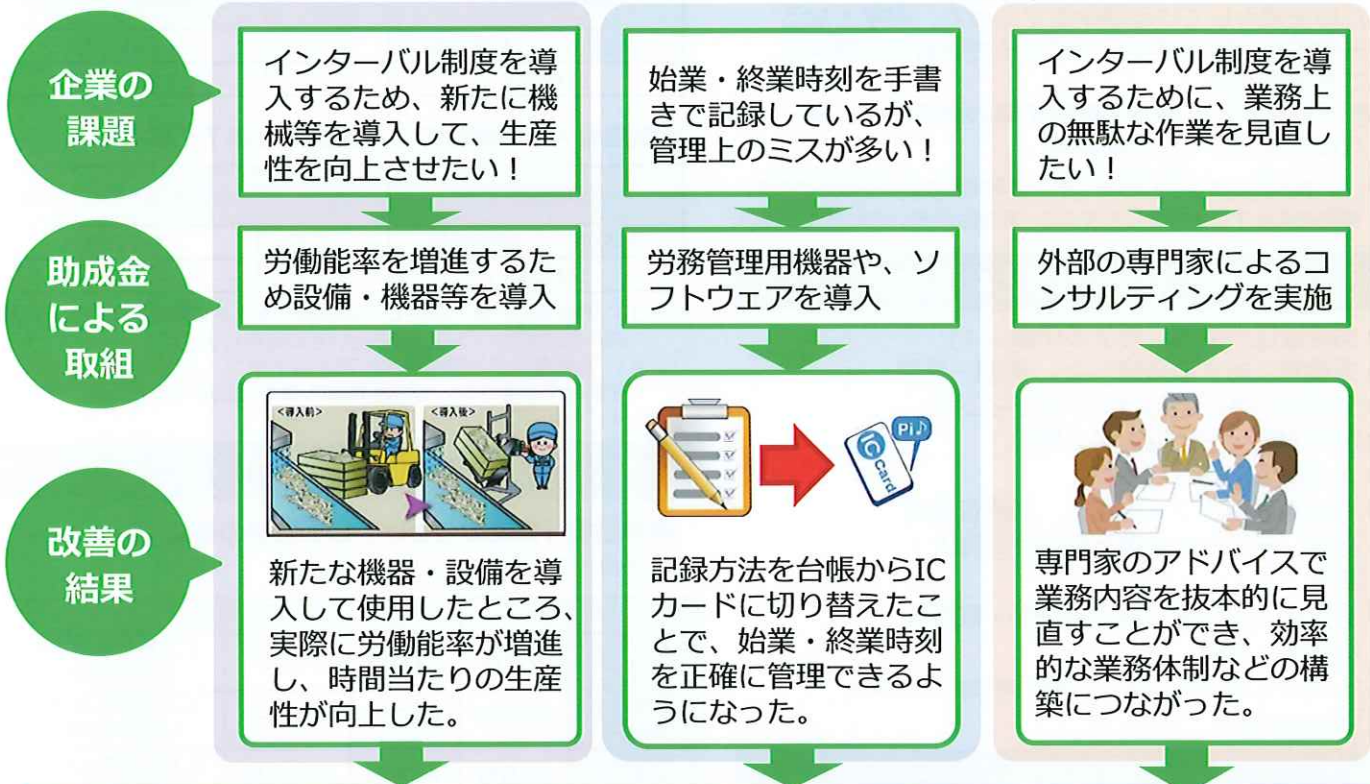 企業の
課題
インターバル制度を導
入するため、新たに機
械等を導入して、生産
性を向上させたい！
始業・終業時刻を手書
きで記録しているが、
管理上のミスが多い！
インターバル制度を導
入するために、業務上
の無駄な作業を見直し
たい！
助成金
による
取組
労働能率を増進するた
め設備・機器等を導入
労務管理用機器や、ソ
フトウェアを導入
外部の専門家によるコ
ンサルティングを実施
改善の
結果
<導入前>
<導入後>
新たな機器・設備を導
入して使用したところ、
実際に労働能率が増進
し、時間当たりの生産
性が向上した。
IC
Card
Pi♪
記録方法を台帳からIC
カードに切り替えたこ
とで、始業・終業時刻
を正確に管理できるよ
うになった。
専門家のアドバイスで
業務内容を抜本的に見
直すことができ、効率
的な業務体制などの構
築につながった。